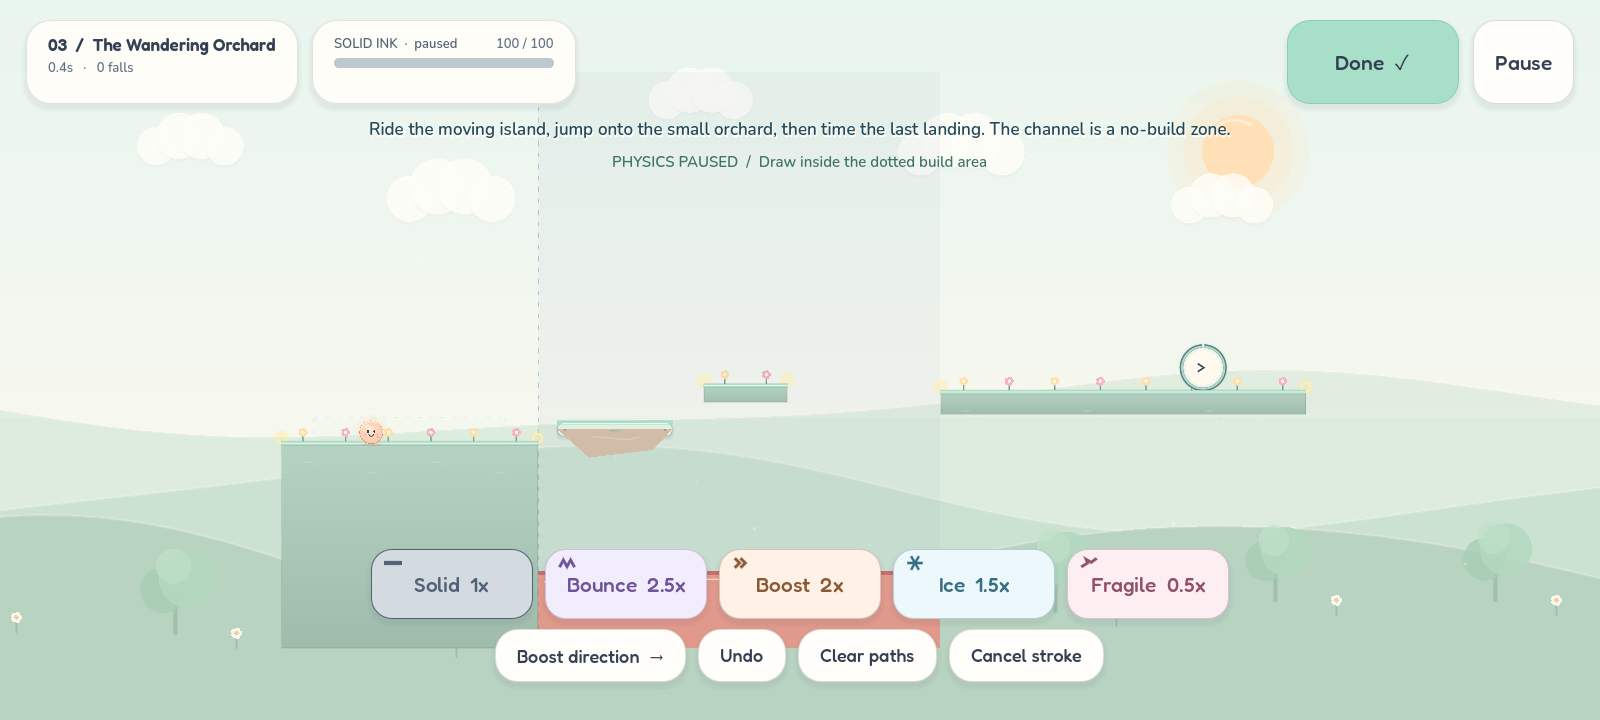 03 / The Wandering Orchard
0.4s · 0 falls
SOLID INK · paused 100 / 100
Done ✓
Pause
Ride the moving island, jump onto the small orchard, then time the last landing. The channel is a no-build zone.
PHYSICS PAUSED / Draw inside the dotted build area
Solid 1x
Bounce 2.5x
Boost 2x
Ice 1.5x
Fragile 0.5x
Boost direction →
Undo
Clear paths
Cancel stroke